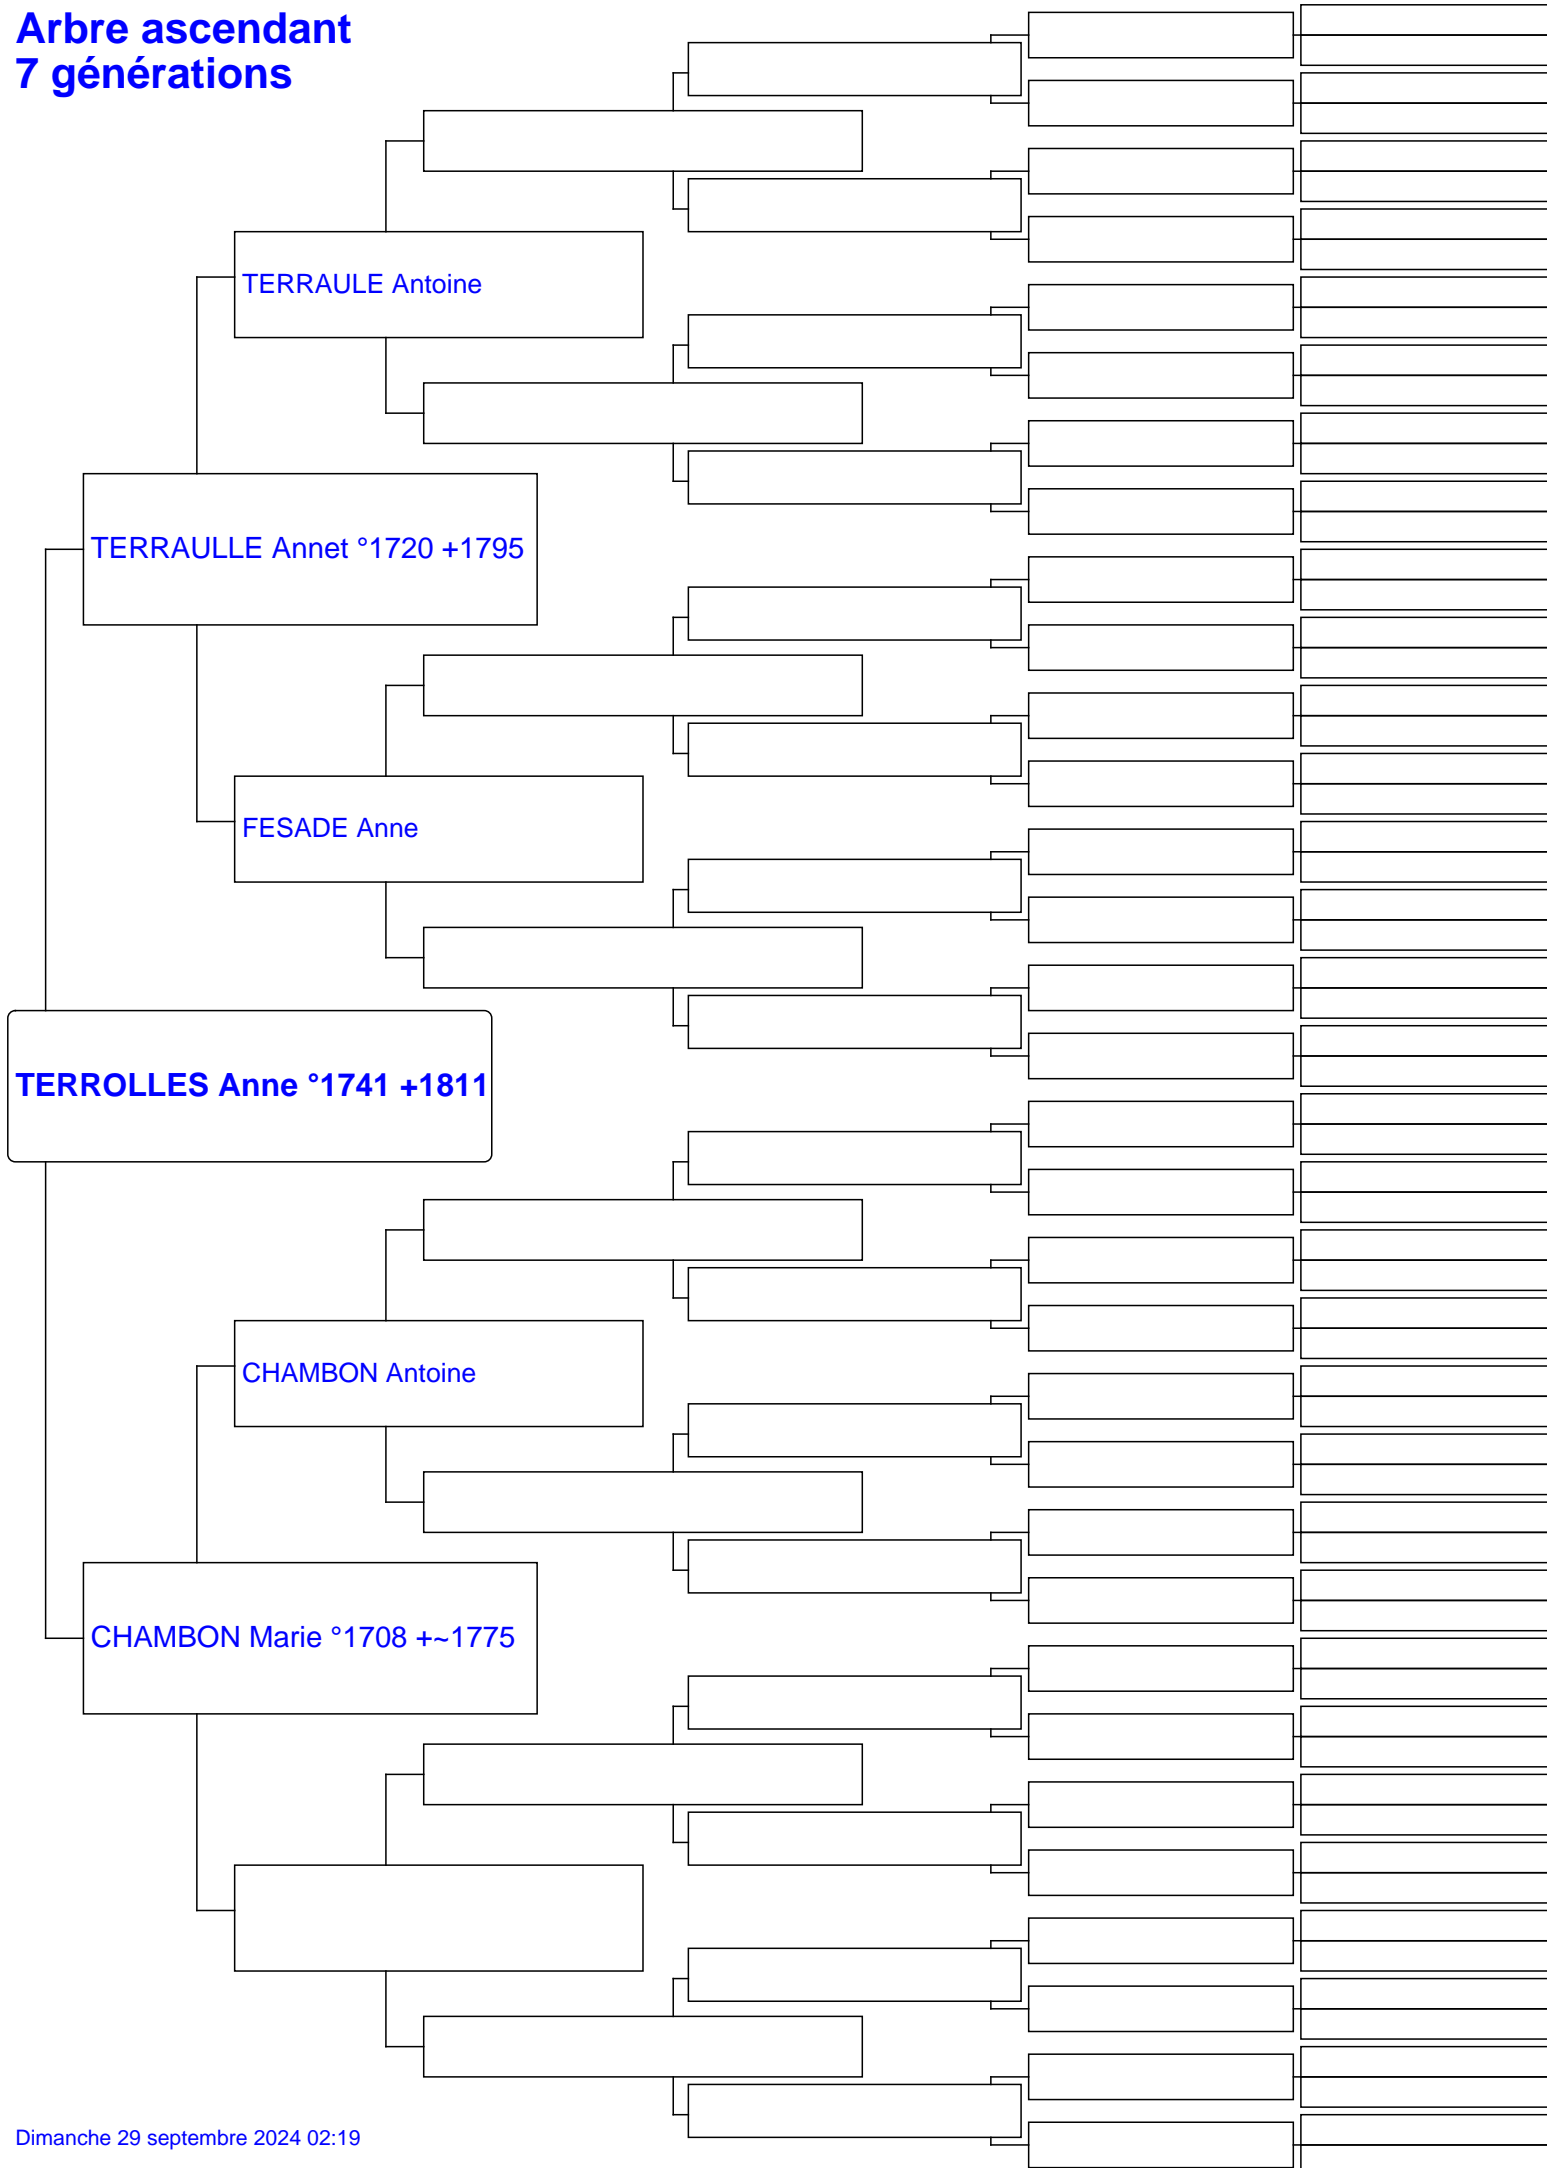 Arbre ascendant
7 générations
TERRAULE Antoine
TERRAULLE Annet °1720 +1795
FESADE Anne
TERROLLES Anne °1741 +1811
CHAMBON Antoine
CHAMBON Marie °1708 +~1775
Dimanche 29 septembre 2024 02:19